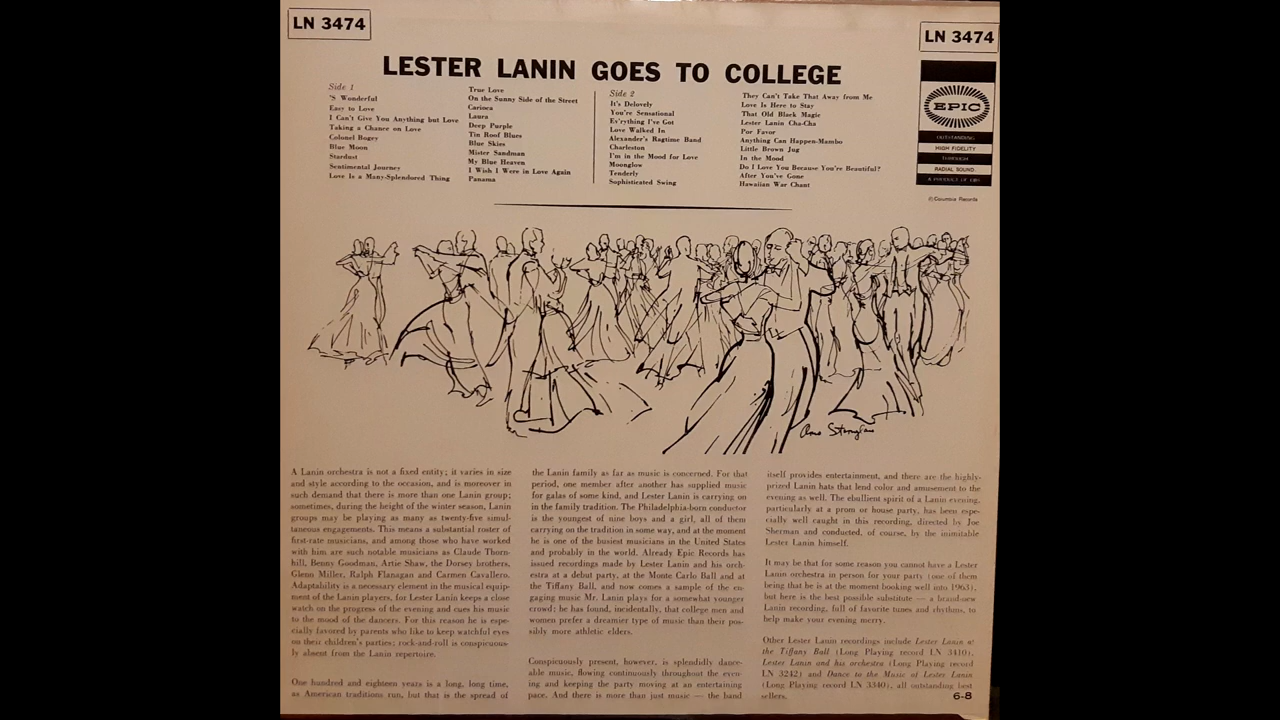 LN 3474
LN 3474
LESTER LANIN GOES TO COLLEGE
Side 1
'S Wonderful
Easy to Love
I Can't Give You Anything but Love
Taking a Chance on Love
Colonel Bogey
Blue Moon
Stardust
Sentimental Journey
Love Is a Many-Splendored Thing
True Love
On the Sunny Side of the Street
Carioca
Laura
Deep Purple
Tin Roof Blues
Blue Skies
Mister Sandman
My Blue Heaven
I Wish I Were in Love Again
Panama
Side 2
It's Delovely
You're Sensational
Ev'rything I've Got
Love Walked In
Alexander's Ragtime Band
Charleston
I'm in the Mood for Love
Moonglow
Tenderly
Sophisticated Swing
They Can't Take That Away from Me
Love Is Here to Stay
That Old Black Magic
Lester Lanin Cha-Cha
Por Favor
Anything Can Happen-Mambo
Little Brown Jug
In the Mood
Do I Love You Because You're Beautiful?
After You've Gone
Hawaiian War Chant
EPIC
OUTSTANDING
HIGH FIDELITY
THROUGH
RADIAL SOUND
A PRODUCT OF CBS
Columbia Records
A Lanin orchestra is not a fixed entity; it varies in size
and style according to the occasion, and is moreover in
such demand that there is more than one Lanin group;
sometimes, during the height of the winter season, Lanin
groups may be playing as many as twenty-five simul-
taneous engagements. This means a substantial roster of
first-rate musicians, and among those who have worked
with him are such notable musicians as Claude Thorn-
hill, Benny Goodman, Artie Shaw, the Dorsey brothers,
Glenn Miller, Ralph Flanagan and Carmen Cavallero.
Adaptability is a necessary element in the musical equip-
ment of the Lanin players, for Lester Lanin keeps a close
watch on the progress of the evening and cues his music
to the mood of the dancers. For this reason he is espe-
cially favored by parents who like to keep watchful eyes
on their children's parties; rock-and-roll is conspicuous-
ly absent from the Lanin repertoire.
One hundred and eighteen years is a long, long time,
as American traditions run, but that is the spread of
the Lanin family as far as music is concerned. For that
period, one member after another has supplied music
for galas of some kind, and Lester Lanin is carrying on
in the family tradition. The Philadelphia-born conductor
is the youngest of nine boys and a girl, all of them
carrying on the tradition in some way, and at the moment
he is one of the busiest musicians in the United States
and probably in the world. Already Epic Records has
issued recordings made by Lester Lanin and his orch-
estra at a debut party, at the Monte Carlo Ball and at
the Tiffany Ball, and now comes a sample of the en-
gaging music Mr. Lanin plays for a somewhat younger
crowd; he has found, incidentally, that college men and
women prefer a dreamier type of music than their pos-
sibly more athletic elders.
Conspicuously present, however, is splendidly dance-
able music, flowing continuously throughout the even-
ing and keeping the party moving at an entertaining
pace. And there is more than just music — the band
itself provides entertainment, and there are the highly-
prized Lanin hats that lend color and amusement to the
evening as well. The ebullient spirit of a Lanin evening,
particularly at a prom or house party, has been espe-
cially well caught in this recording, directed by Joe
Sherman and conducted, of course, by the inimitable
Lester Lanin himself.
It may be that for some reason you cannot have a Lester
Lanin orchestra in person for your party (one of them
being that he is at the moment booking well into 1963),
but here is the best possible substitute — a brand-new
Lanin recording, full of favorite tunes and rhythms, to
help make your evening merry.
Other Lester Lanin recordings include Lester Lanin at
the Tiffany Ball (Long Playing record LN 3410),
Lester Lanin and his orchestra (Long Playing record
LN 3242) and Dance to the Music of Lester Lanin
(Long Playing record LN 3340), all outstanding best
sellers.
6-8